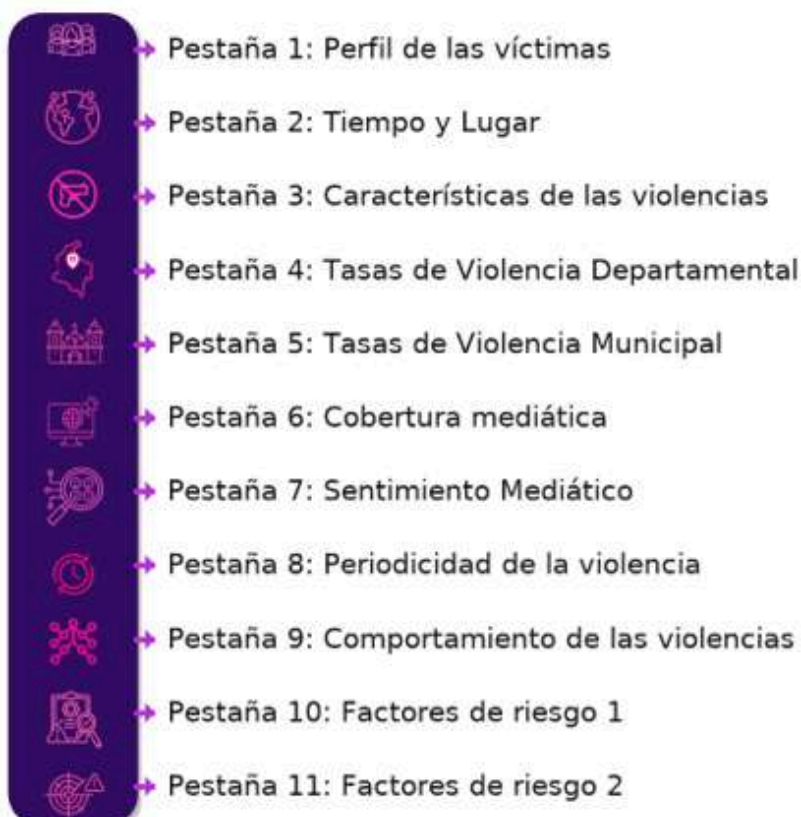 Pestaña 1: Perfil de las víctimas
Pestaña 2: Tiempo y Lugar
Pestaña 3: Características de las violencias
Pestaña 4: Tasas de Violencia Departamental
Pestaña 5: Tasas de Violencia Municipal
Pestaña 6: Cobertura mediática
Pestaña 7: Sentimiento Mediático
Pestaña 8: Periodicidad de la violencia
Pestaña 9: Comportamiento de las violencias
Pestaña 10: Factores de riesgo 1
Pestaña 11: Factores de riesgo 2